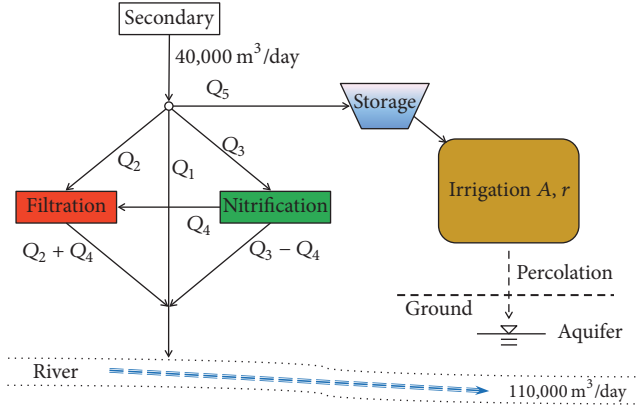 Secondary
40,000 m³/day
Q₅
Storage
Q₂
Q₁
Q₃
Irrigation A, r
Filtration
Q₄
Nitrification
Q₂ + Q₄
Q₃ − Q₄
Percolation
Ground
Aquifer
River
110,000 m³/day